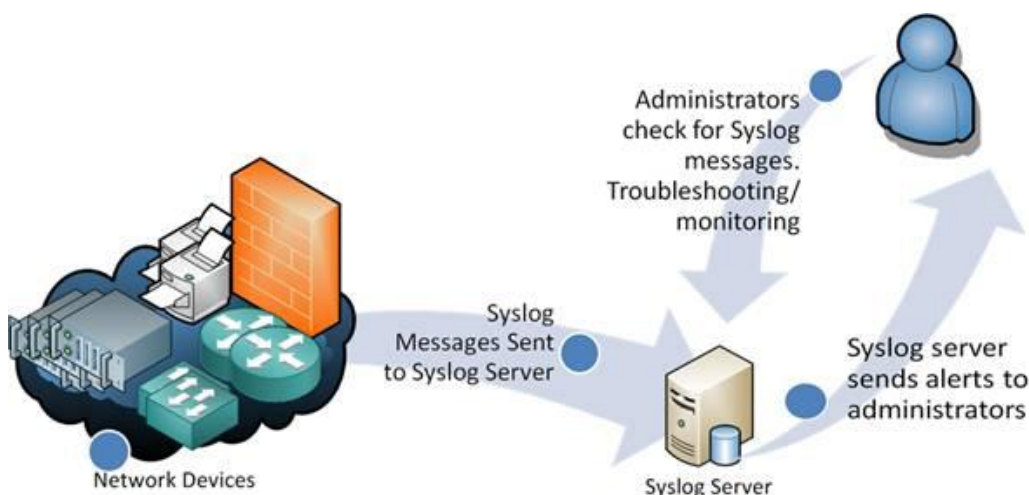 Administrators
check for Syslog
messages.
Troubleshooting/
monitoring
Syslog
Messages Sent
to Syslog Server
Syslog server
sends alerts to
administrators
Network Devices
Syslog Server